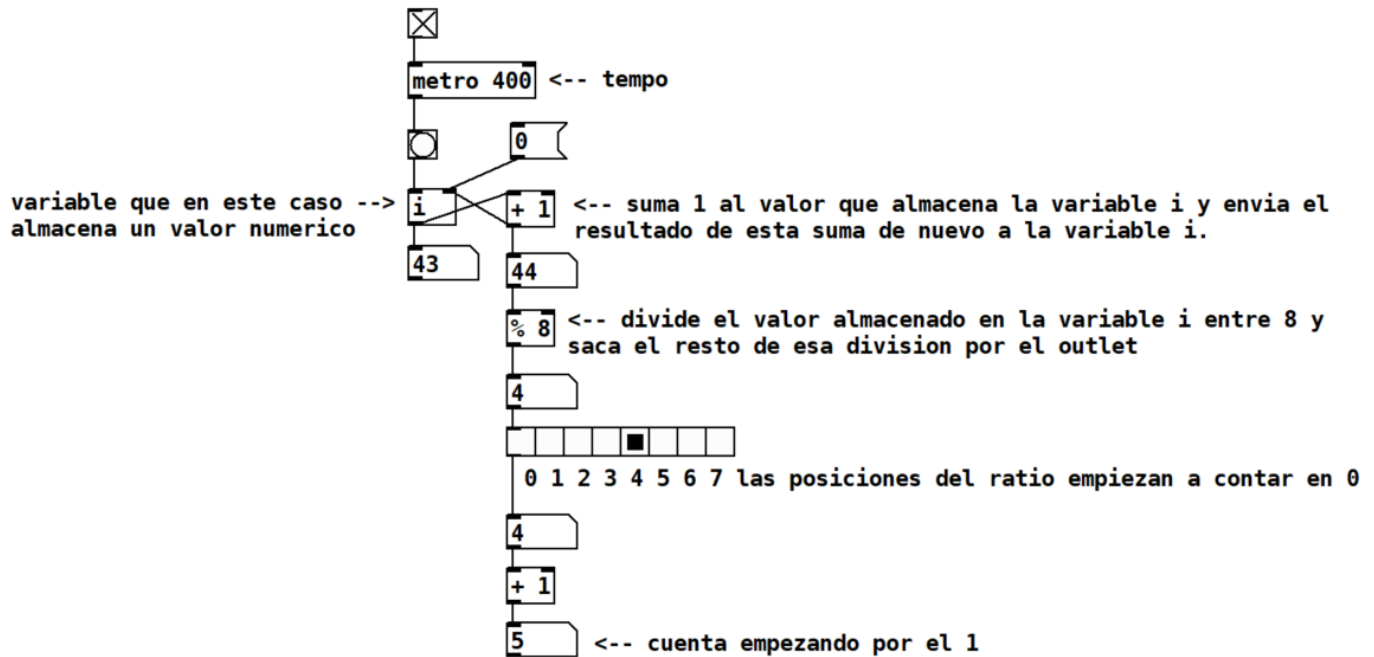 metro 400 <-- tempo
0
variable que en este caso --> i + 1 <-- suma 1 al valor que almacena la variable i y envia el
almacena un valor numerico resultado de esta suma de nuevo a la variable i.
43 44
% 8 <-- divide el valor almacenado en la variable i entre 8 y
saca el resto de esa division por el outlet
4
0 1 2 3 4 5 6 7 las posiciones del ratio empiezan a contar en 0
4
+ 1
5 <-- cuenta empezando por el 1